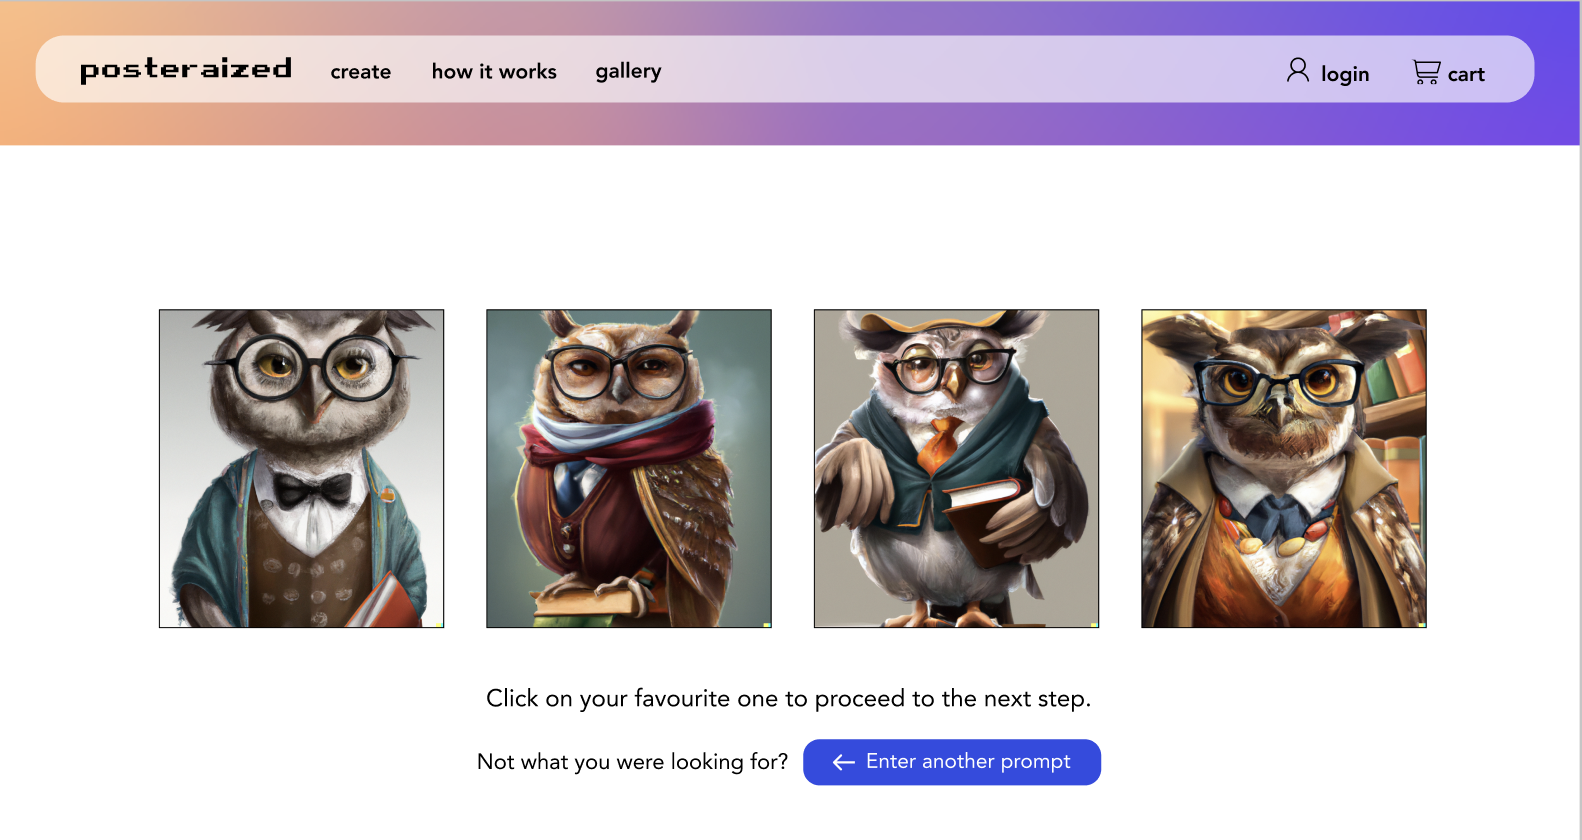 posteraized create how it works gallery login cart
Click on your favourite one to proceed to the next step.
Not what you were looking for? ← Enter another prompt